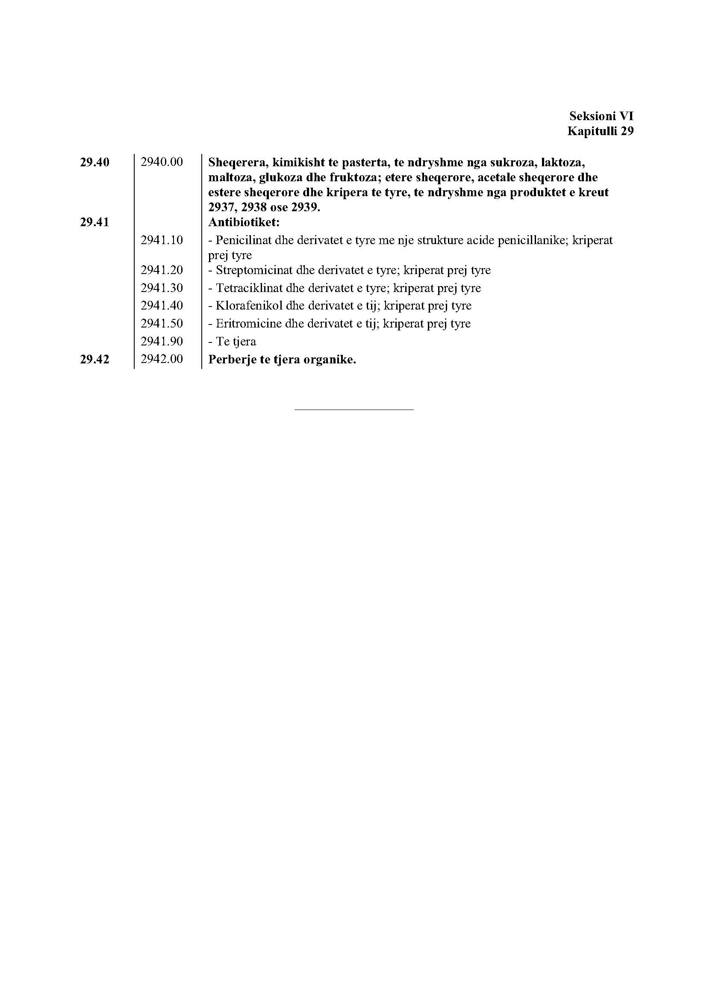 Seksioni VI
Kapitulli 29
29.40 2940.00 Sheqerera, kimikisht te pasterta, te ndryshme nga sukroza, laktoza,
maltoza, glukoza dhe fruktoza; etere sheqerore, acetale sheqerore dhe
estere sheqerore dhe kripera te tyre, te ndryshme nga produktet e kreut
2937, 2938 ose 2939.
29.41 Antibiotiket:
2941.10 - Penicilinat dhe derivatet e tyre me nje strukture acide penicillanike; kriperat
prej tyre
2941.20 - Streptomicinat dhe derivatet e tyre; kriperat prej tyre
2941.30 - Tetraciklinat dhe derivatet e tyre; kriperat prej tyre
2941.40 - Klorafenikol dhe derivatet e tij; kriperat prej tyre
2941.50 - Eritromicine dhe derivatet e tij; kriperat prej tyre
2941.90 - Te tjera
29.42 2942.00 Perberje te tjera organike.